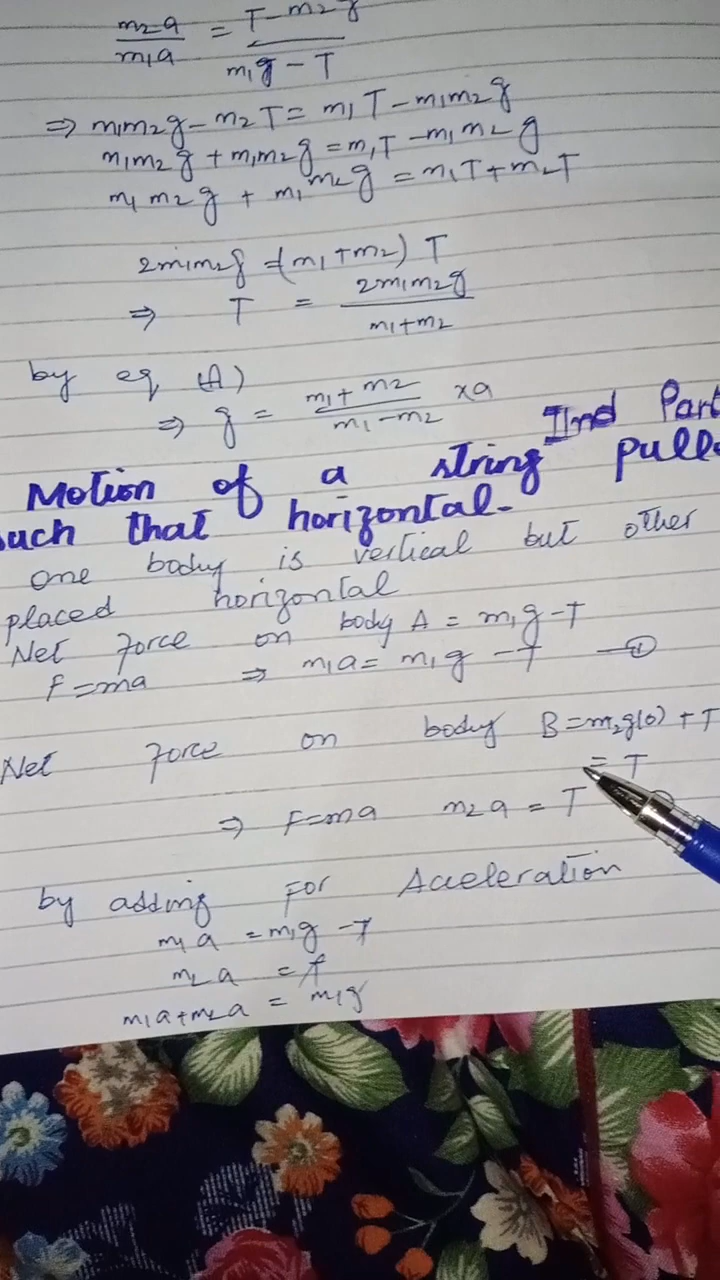 m2a / m1a = T - m2g / m1g - T
⇒ m1m2g - m2T = m1T - m1m2g
m1m2g + m1m2g = m1T - m1m2g
m1m2g + m1m2g = m1T + m2T
2m1m2g = (m1+m2) T
⇒ T = 2m1m2g / m1+m2
by eq (A)
⇒ g = m1+m2 / m1-m2 xa
IInd Part
Motion of a string pull
such that horizontal.
One body is vertical but other
placed horizontal
Net force on body A = m1g - T
F=ma ⇒ m1a = m1g - T —①
Net force on body B = m2g(0) + T
= T
⇒ F=ma m2a = T
by adding For Acceleration
m1a = m1g - T
m2a = T
m1a+m2a = m1g